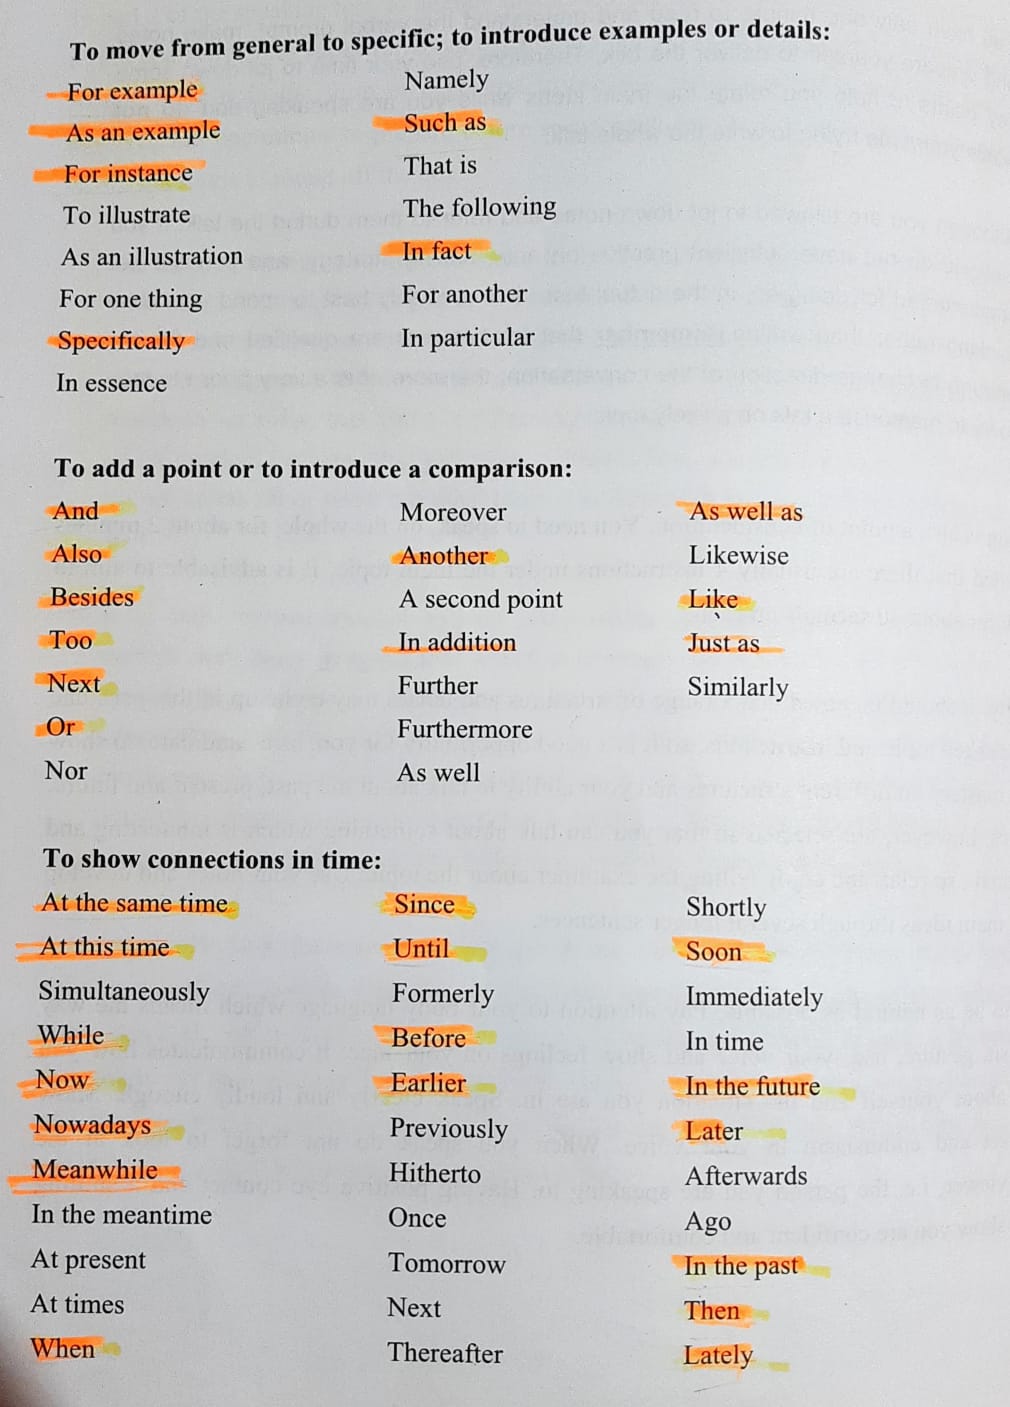 To move from general to specific; to introduce examples or details:
For example Namely
As an example Such as
For instance That is
To illustrate The following
As an illustration In fact
For one thing For another
Specifically In particular
In essence
To add a point or to introduce a comparison:
And Moreover As well as
Also Another Likewise
Besides A second point Like
Too In addition Just as
Next Further Similarly
Or Furthermore
Nor As well
To show connections in time:
At the same time Since Shortly
At this time Until Soon
Simultaneously Formerly Immediately
While Before In time
Now Earlier In the future
Nowadays Previously Later
Meanwhile Hitherto Afterwards
In the meantime Once Ago
At present Tomorrow In the past
At times Next Then
When Thereafter Lately